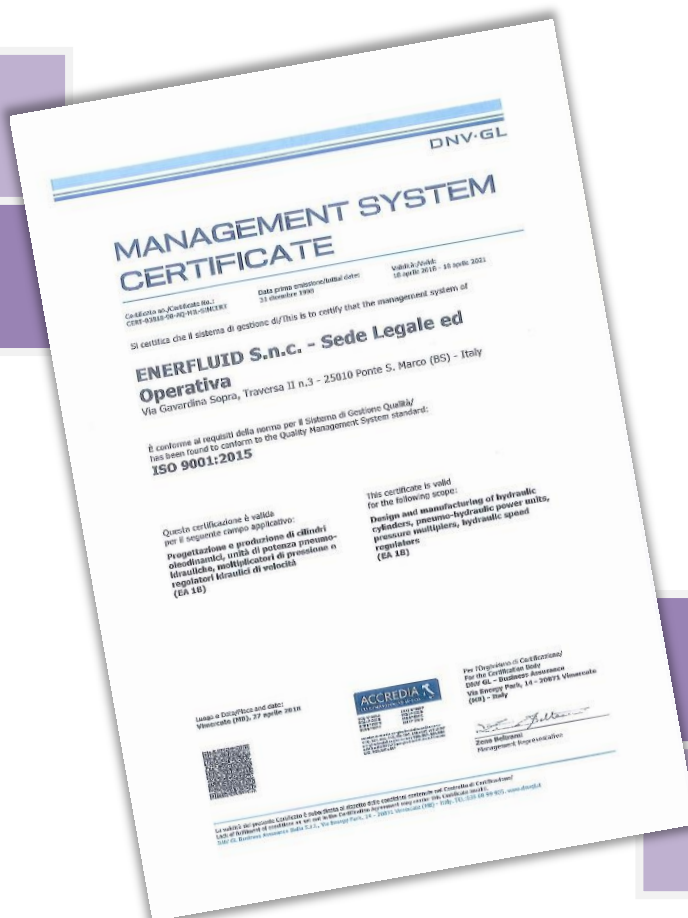 DNV·GL
MANAGEMENT SYSTEM
CERTIFICATE
Certificato no./Certificate No.:
Data prima emissione/Initial date:
31 dicembre 1998
Validità/Valid:
18 aprile 2018 - 18 aprile 2021
Si certifica che il sistema di gestione di/This is to certify that the management system of
ENERFLUID S.n.c. - Sede Legale ed
Operativa
Via Gavardina Sopra, Traversa II n.3 - 25010 Ponte S. Marco (BS) - Italy
È conforme ai requisiti della norma per il Sistema di Gestione Qualità/
has been found to conform to the Quality Management System standard:
ISO 9001:2015
Questa certificazione è valida
per il seguente campo applicativo:
Progettazione e produzione di cilindri
oleodinamici, unità di potenza pneumo-
idrauliche, moltiplicatori di pressione e
regolatori idraulici di velocità
(EA 18)
This certificate is valid
for the following scope:
Design and manufacturing of hydraulic
cylinders, pneumo-hydraulic power units,
pressure multipliers, hydraulic speed
regulators
(EA 18)
Luogo e Data/Place and date:
Vimercate (MB), 27 aprile 2018
ACCREDIA
Per l'Organismo di Certificazione/
For the Certification Body
DNV GL – Business Assurance
Via Energy Park, 14 - 20871 Vimercate
(MB) - Italy
Zeno Beltrami
Management Representative